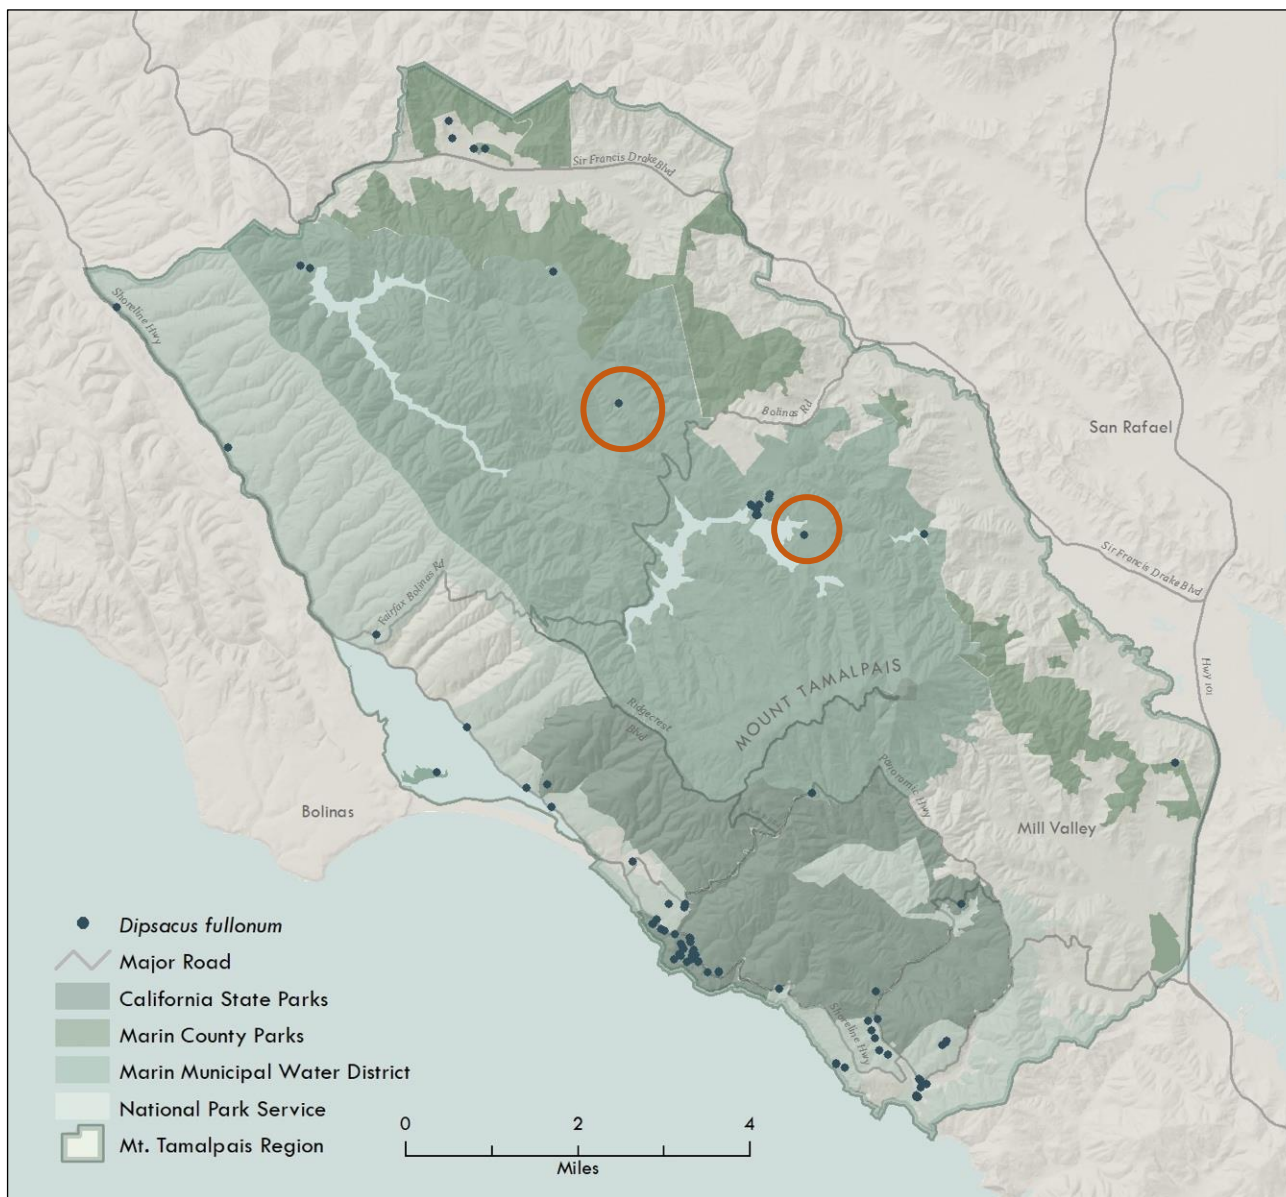 Sir Francis Drake Blvd
Shoreline Hwy
Bolinas Rd
San Rafael
Sir Francis Drake Blvd
Fairfax Bolinas Rd
Hwy 101
MOUNT TAMALPAIS
Ridgecrest
Blvd
Panoramic Hwy
Bolinas
Mill Valley
Dipsacus fullonum
Major Road
California State Parks
Marin County Parks
Marin Municipal Water District
National Park Service
Mt. Tamalpais Region
Shoreline Hwy
0 2 4
Miles